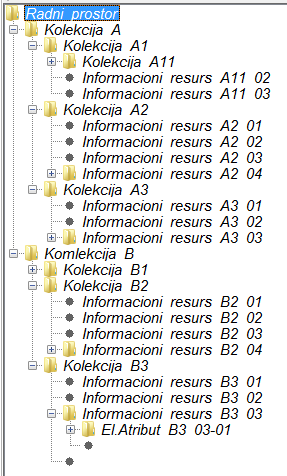 Radni prostor
Kolekcija A
Kolekcija A1
Kolekcija A11
Informacioni resurs A11 02
Informacioni resurs A11 03
Kolekcija A2
Informacioni resurs A2 01
Informacioni resurs A2 02
Informacioni resurs A2 03
Informacioni resurs A2 04
Kolekcija A3
Informacioni resurs A3 01
Informacioni resurs A3 02
Informacioni resurs A3 03
Komlekcija B
Kolekcija B1
Kolekcija B2
Informacioni resurs B2 01
Informacioni resurs B2 02
Informacioni resurs B2 03
Informacioni resurs B2 04
Kolekcija B3
Informacioni resurs B3 01
Informacioni resurs B3 02
Informacioni resurs B3 03
El.Atribut B3 03-01